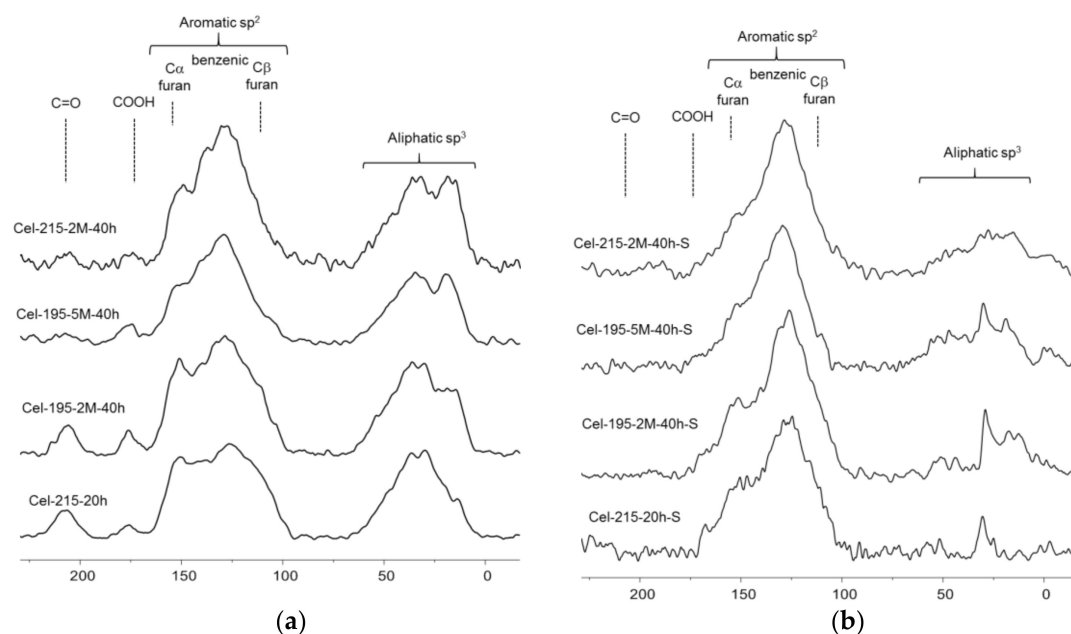 Aromatic sp²
benzenic
Cα
furan
Cβ
furan
C=O
COOH
Aliphatic sp³
Cel-215-2M-40h
Cel-195-5M-40h
Cel-195-2M-40h
Cel-215-20h
200 150 100 50 0
(a)
Aromatic sp²
benzenic
Cα
furan
Cβ
furan
C=O
COOH
Aliphatic sp³
Cel-215-2M-40h-S
Cel-195-5M-40h-S
Cel-195-2M-40h-S
Cel-215-20h-S
200 150 100 50 0
(b)